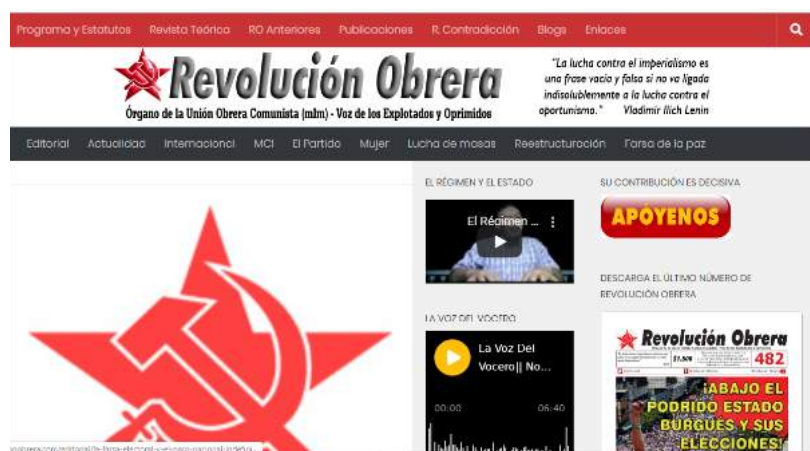 Programa y Estatutos Revista Teórica RO Anteriores Publicaciones R. Contradicción Blogs Enlaces
Revolución Obrera
Órgano de la Unión Obrera Comunista (mlm) - Voz de los Explotados y Oprimidos
"La lucha contra el imperialismo es
una frase vacía y falsa si no va ligada
indisolublemente a la lucha contra el
oportunismo." Vladimir Ilich Lenin
Editorial Actualidad Internacional MCI El Partido Mujer Lucha de masas Reestructuración Farsa de la paz
EL RÉGIMEN Y EL ESTADO
El Régimen ...
LA VOZ DEL VOCERO
La Voz Del
Vocero|| No...
00:00 06:40
SU CONTRIBUCIÓN ES DECISIVA
APÓYENOS
DESCARGA EL ÚLTIMO NÚMERO DE
REVOLUCIÓN OBRERA
Revolución Obrera
$1.500
482
¡ABAJO EL
PODRIDO ESTADO
BURGUÉS Y SUS
ELECCIONES!